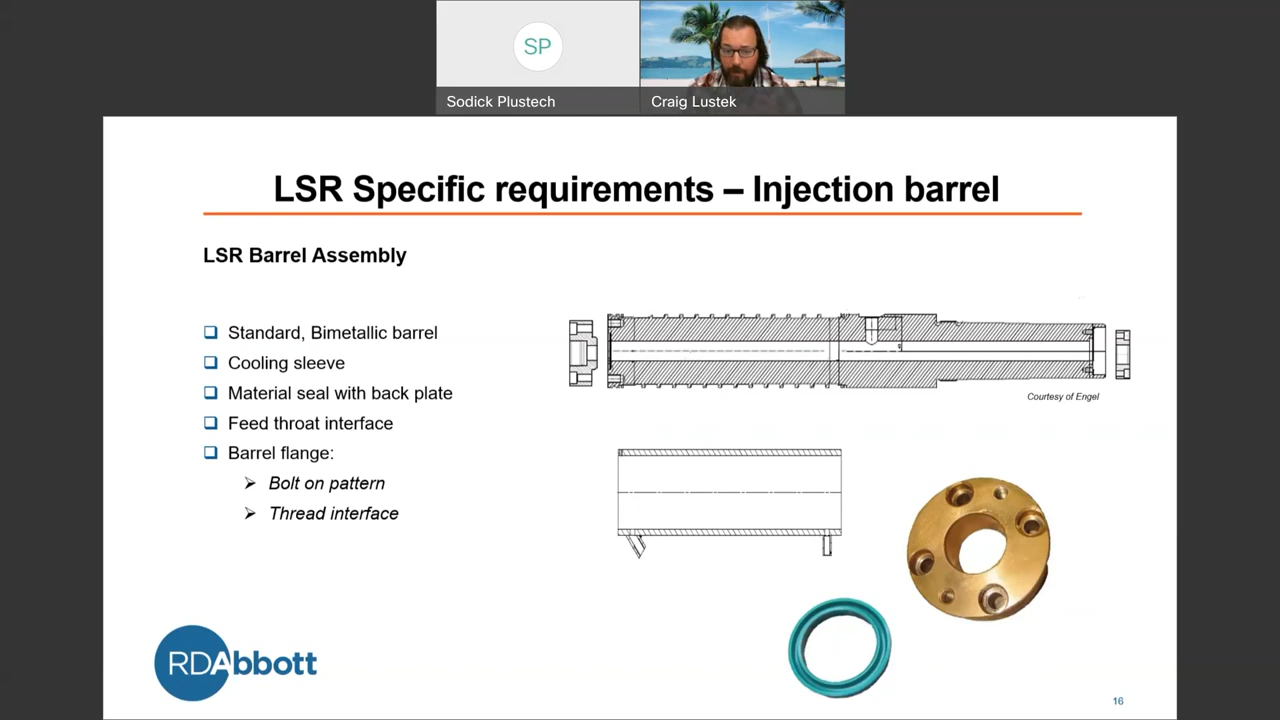 SP
Sodick Plustech
Craig Lustek
LSR Specific requirements – Injection barrel
LSR Barrel Assembly
Standard, Bimetallic barrel
Cooling sleeve
Material seal with back plate
Feed throat interface
Barrel flange:
Bolt on pattern
Thread interface
Courtesy of Engel
RDAbbott
16